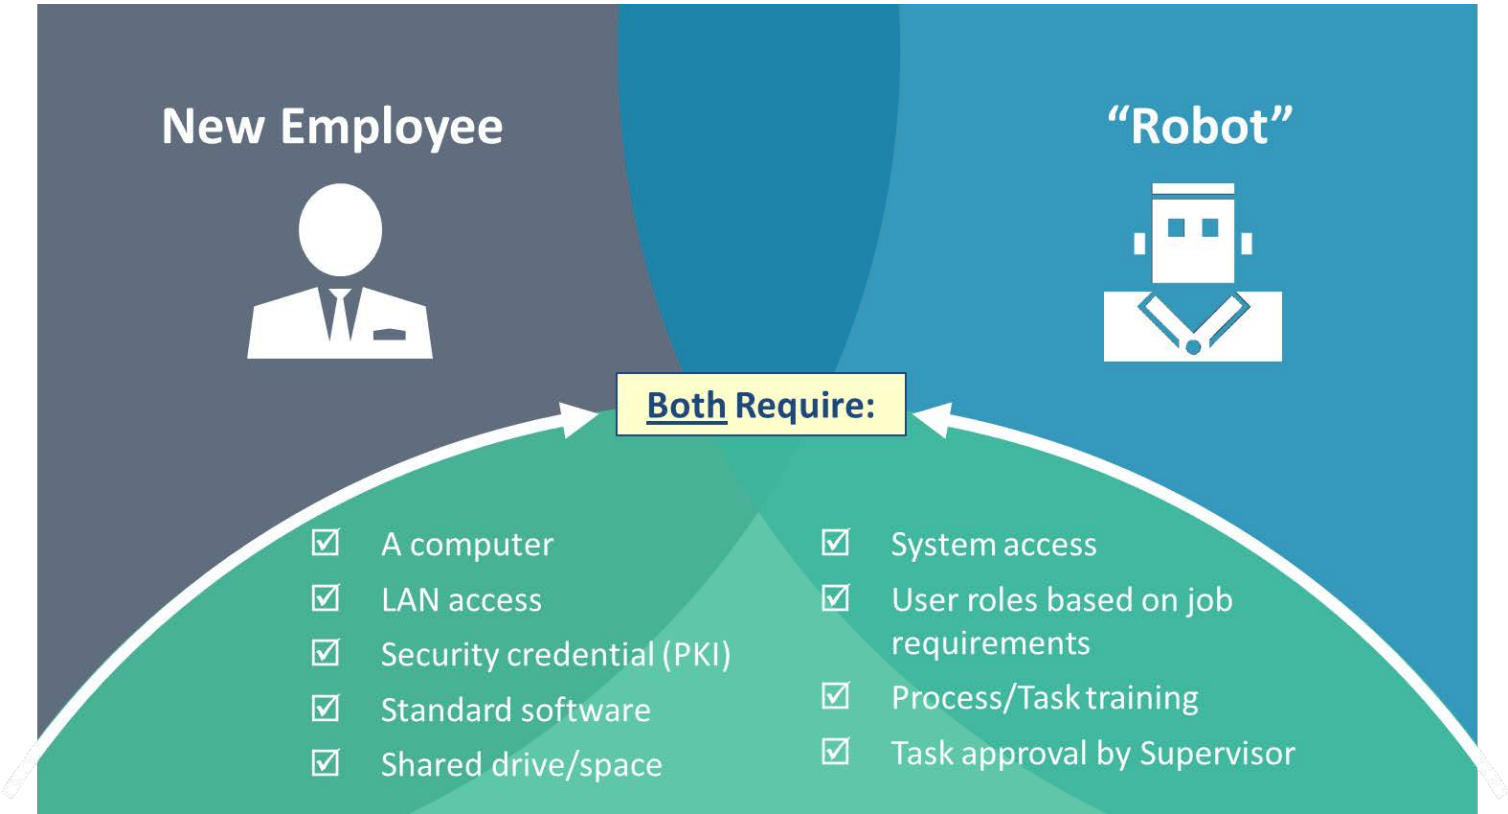 New Employee
“Robot”
Both Require:
☑ A computer
☑ LAN access
☑ Security credential (PKI)
☑ Standard software
☑ Shared drive/space
☑ System access
☑ User roles based on job
requirements
☑ Process/Task training
☑ Task approval by Supervisor